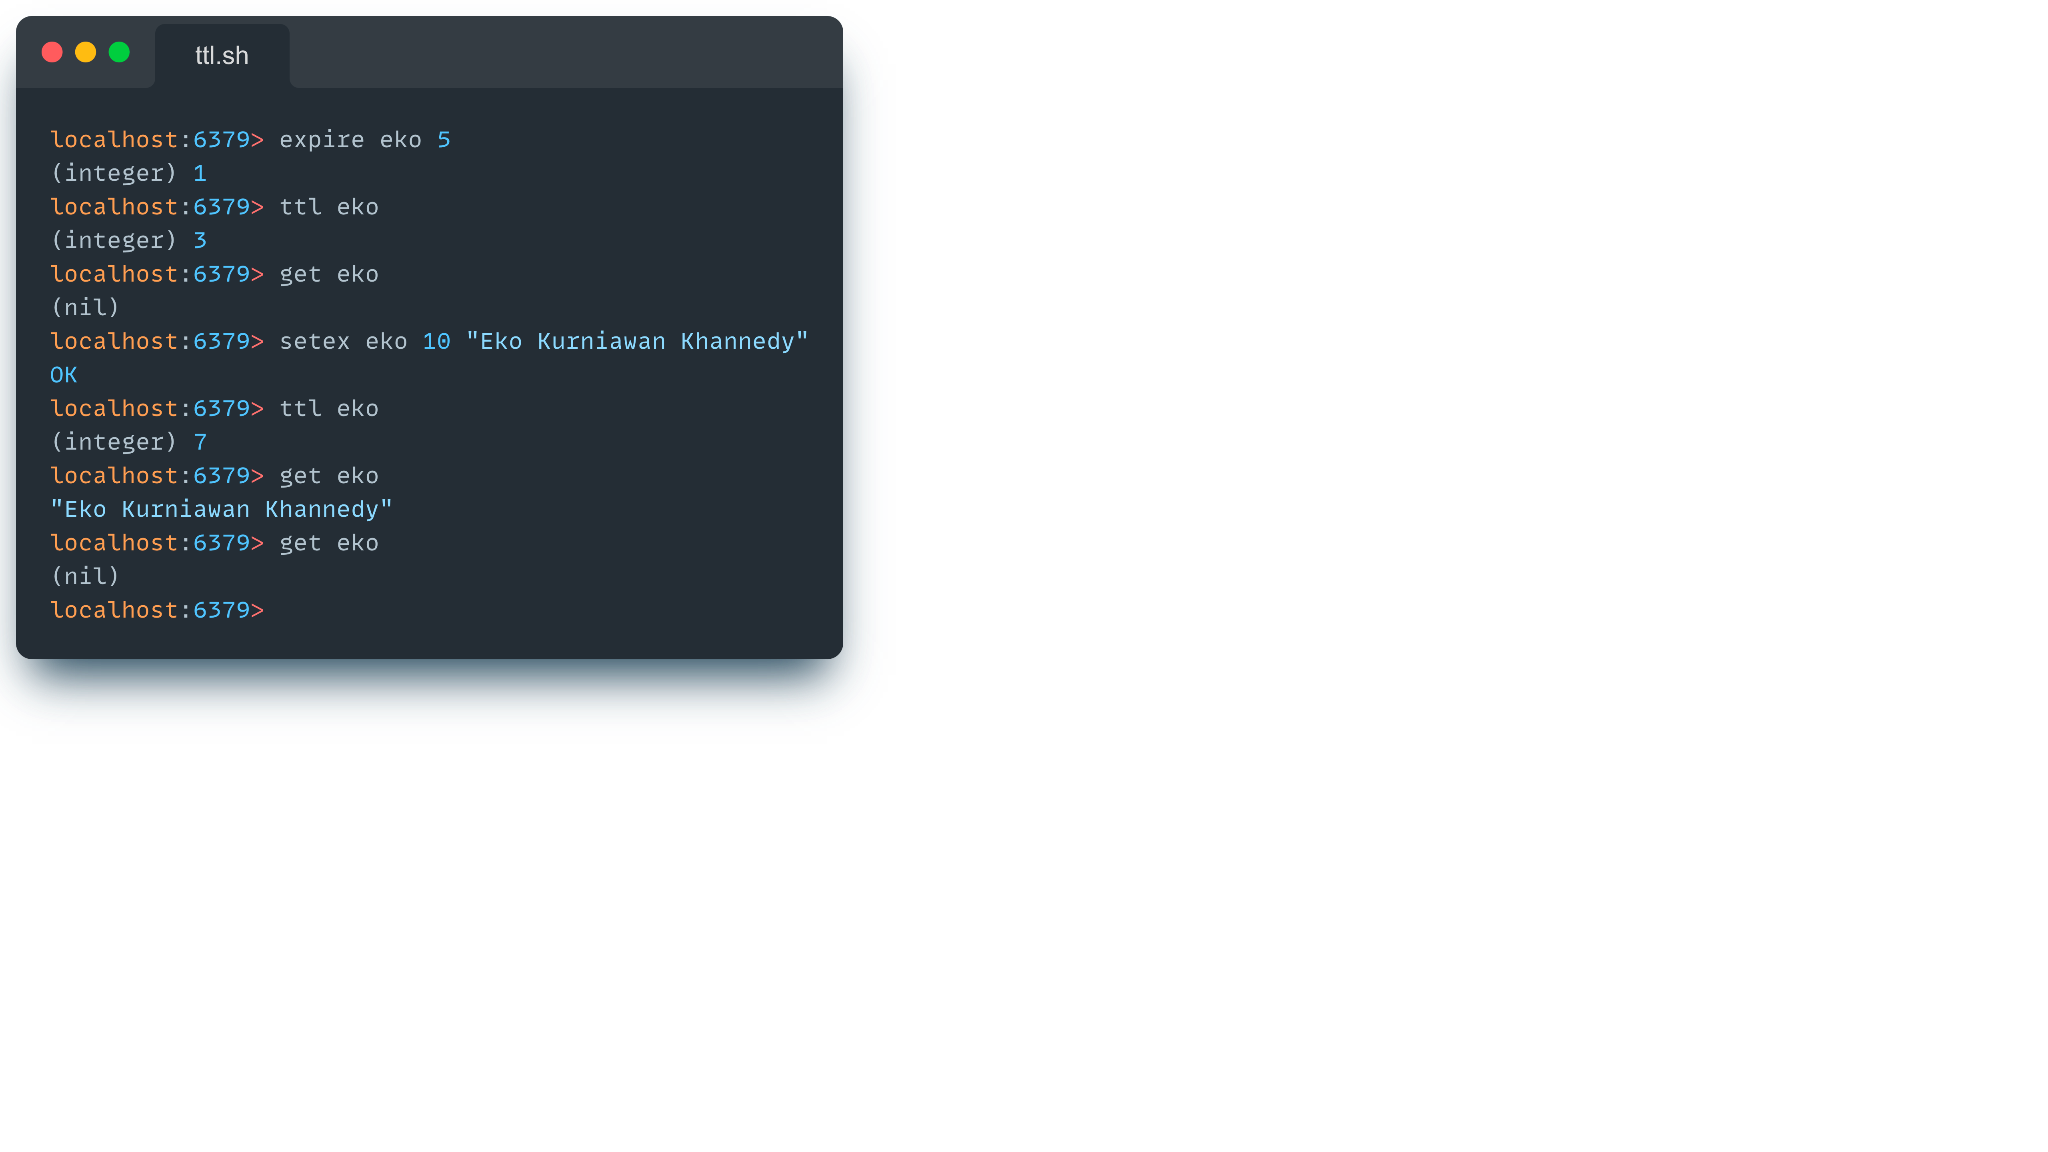 ttl.sh
localhost:6379> expire eko 5
(integer) 1
localhost:6379> ttl eko
(integer) 3
localhost:6379> get eko
(nil)
localhost:6379> setex eko 10 "Eko Kurniawan Khannedy"
OK
localhost:6379> ttl eko
(integer) 7
localhost:6379> get eko
"Eko Kurniawan Khannedy"
localhost:6379> get eko
(nil)
localhost:6379>